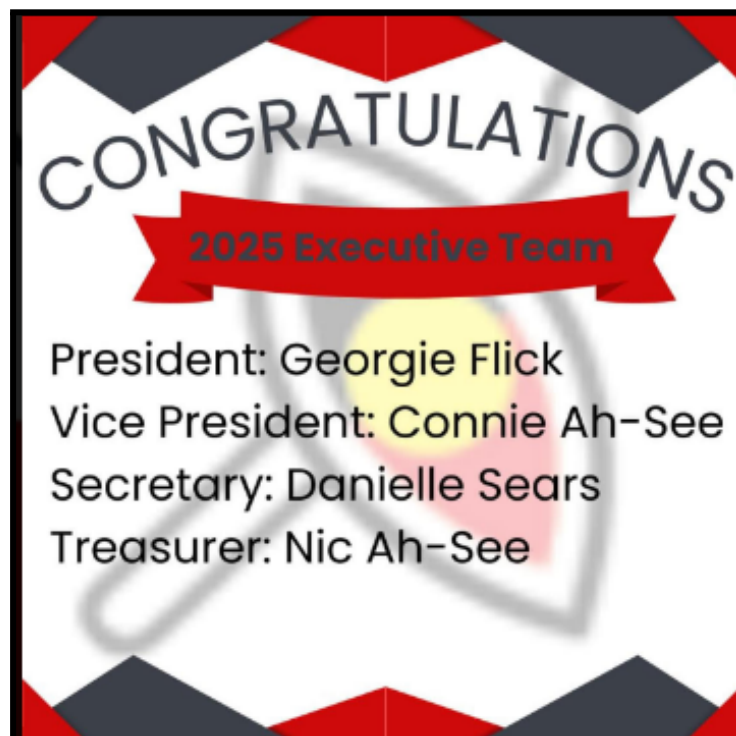 CONGRATULATIONS
2025 Executive Team
President: Georgie Flick
Vice President: Connie Ah-See
Secretary: Danielle Sears
Treasurer: Nic Ah-See